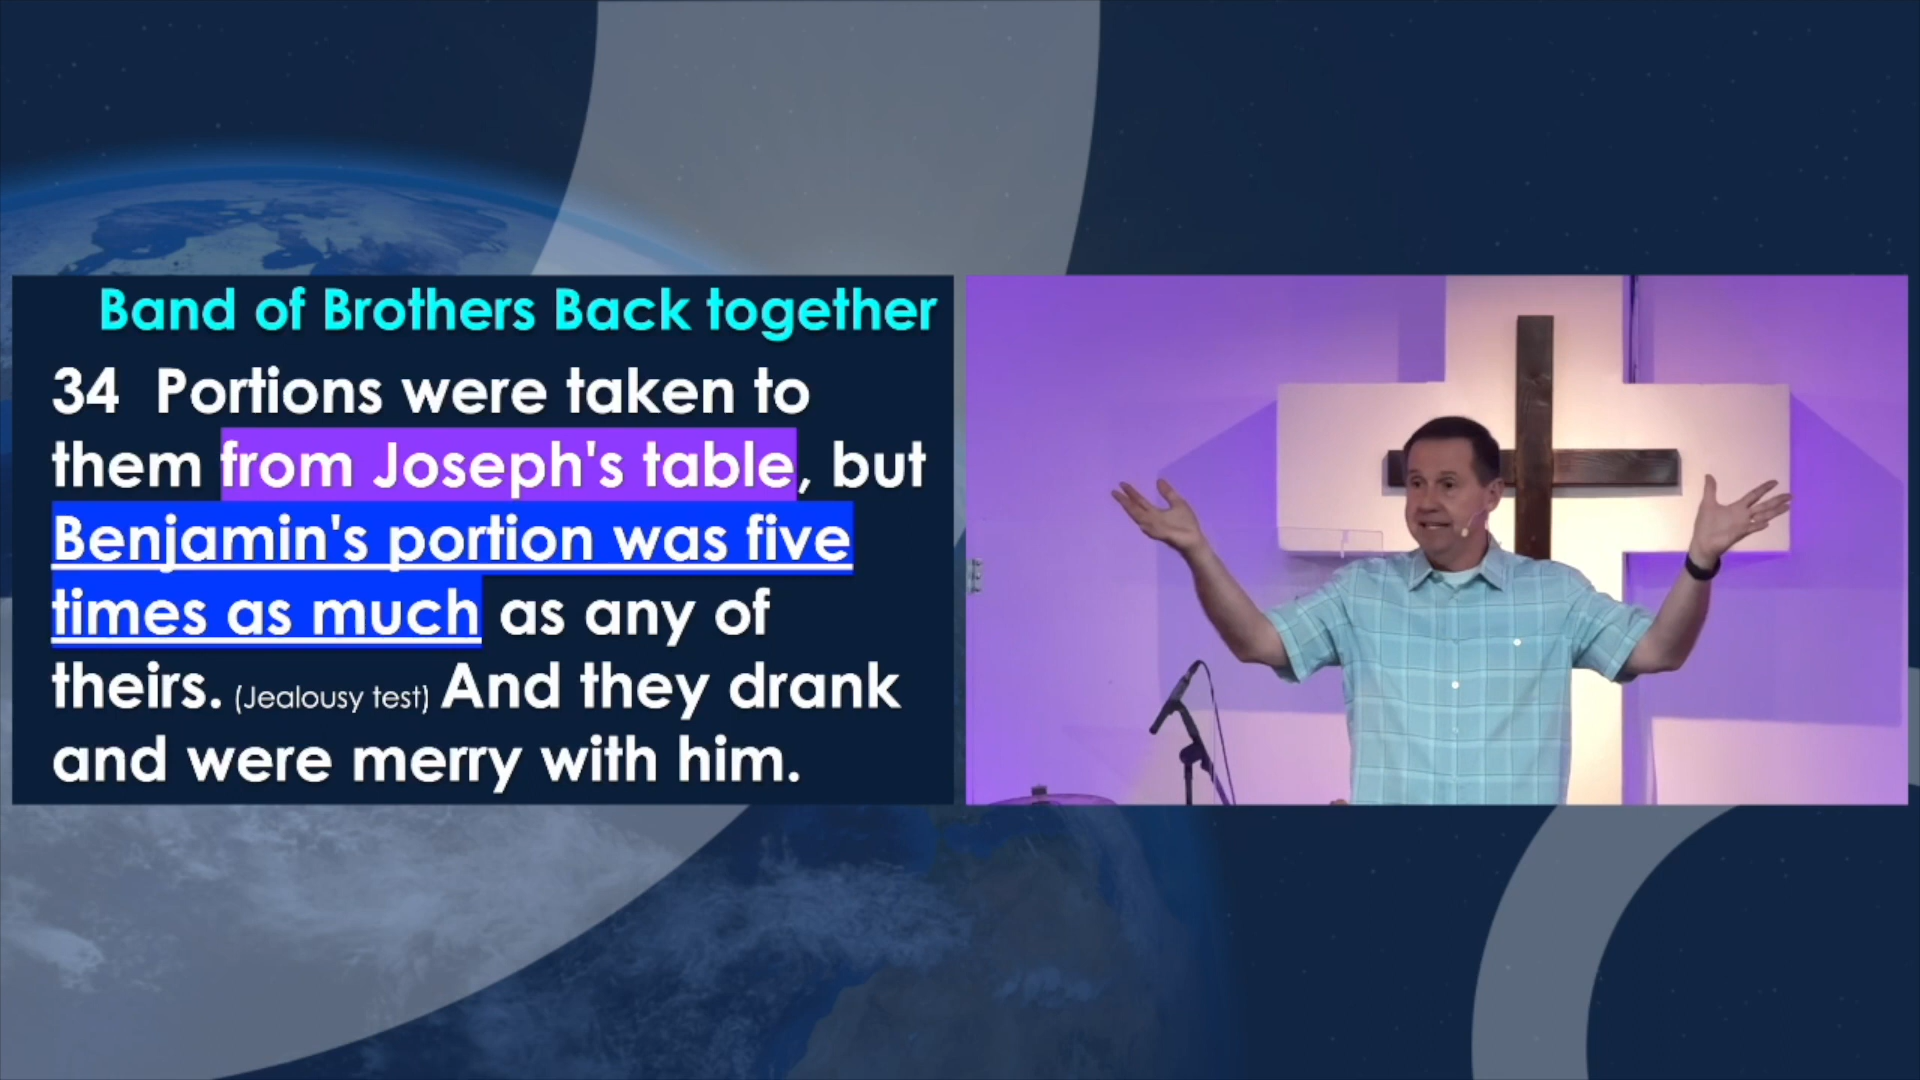 Band of Brothers Back together
34 Portions were taken to
them from Joseph's table, but
Benjamin's portion was five
times as much as any of
theirs. (Jealousy test) And they drank
and were merry with him.